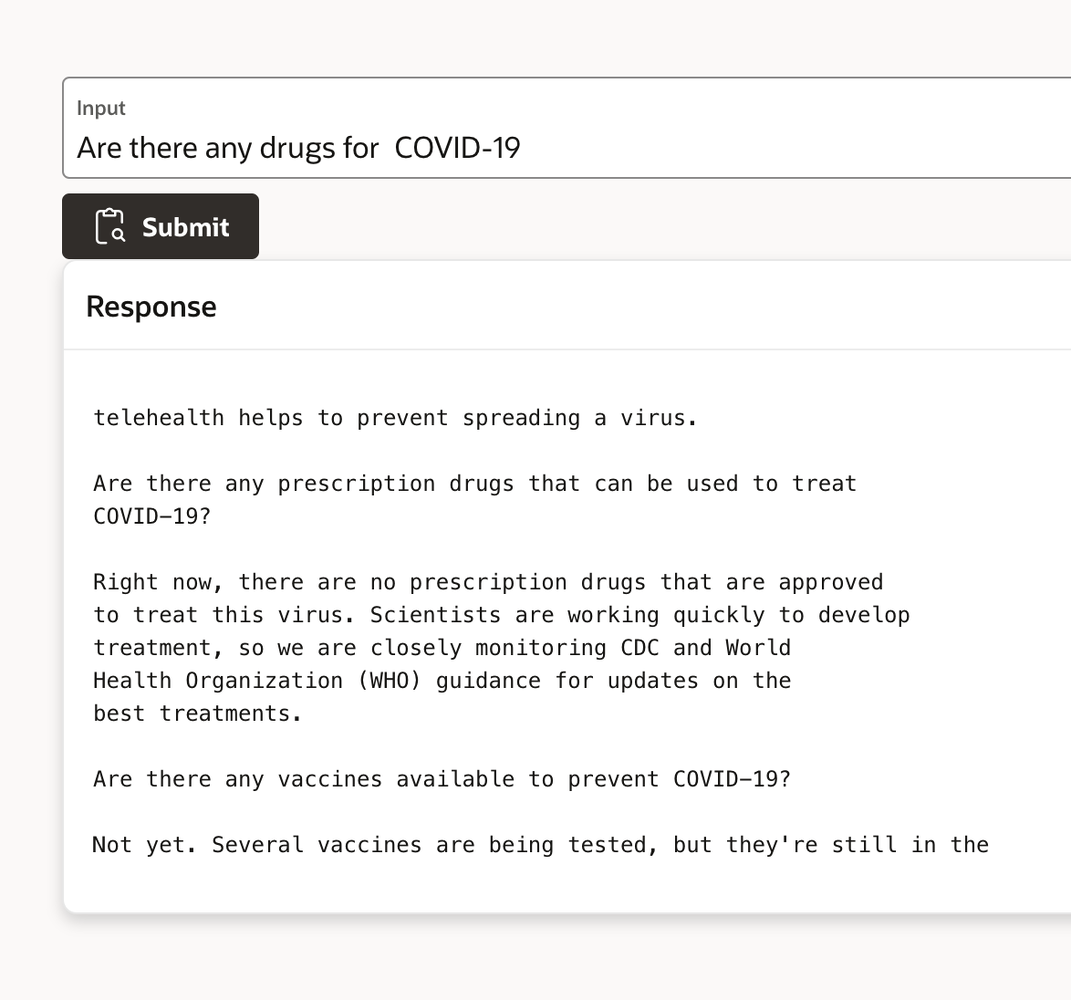 Input
Are there any drugs for  COVID-19
Submit
Response
telehealth helps to prevent spreading a virus.
Are there any prescription drugs that can be used to treat
COVID-19?
Right now, there are no prescription drugs that are approved
to treat this virus. Scientists are working quickly to develop
treatment, so we are closely monitoring CDC and World
Health Organization (WHO) guidance for updates on the
best treatments.
Are there any vaccines available to prevent COVID-19?
Not yet. Several vaccines are being tested, but they're still in the